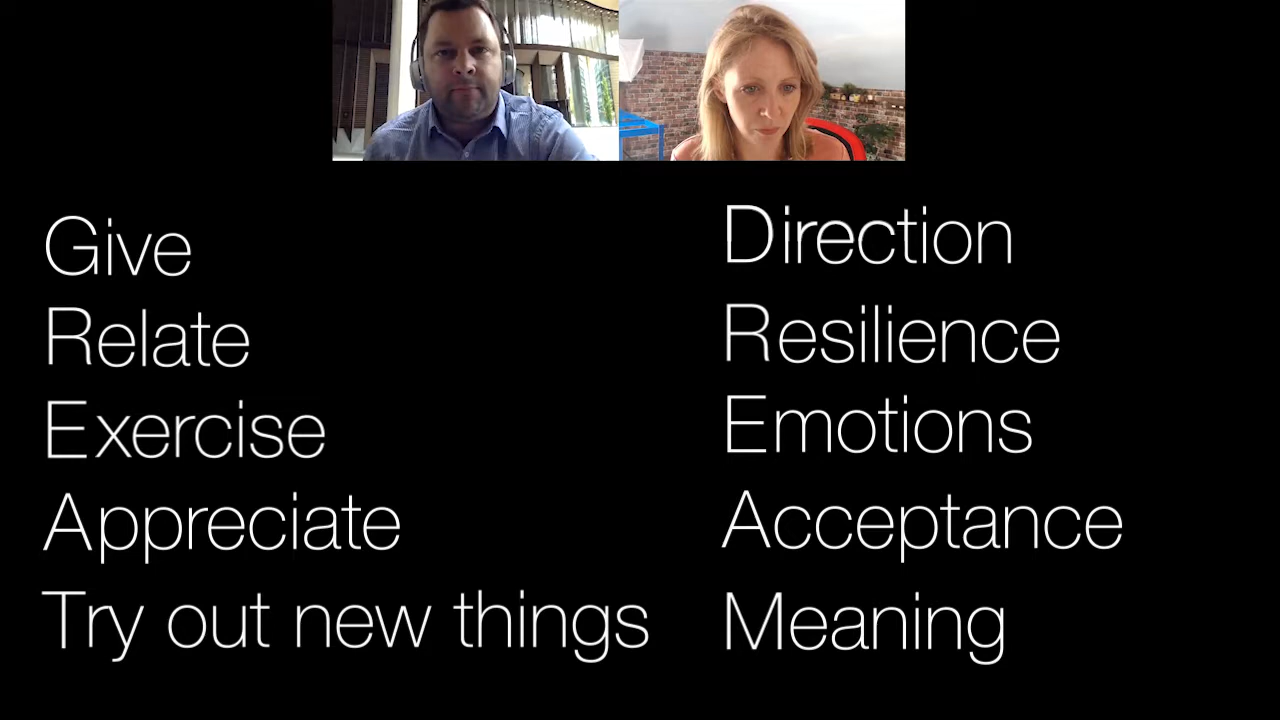 Give
Relate
Exercise
Appreciate
Try out new things
Direction
Resilience
Emotions
Acceptance
Meaning